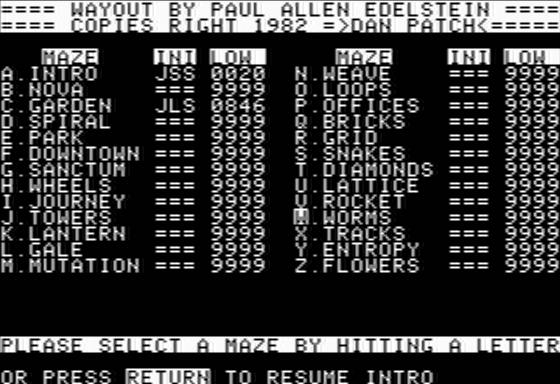 ==== WAYOUT BY PAUL ALLEN EDELSTEIN ====
==== COPIES RIGHT 1982 =>DAN PATCH<=====
MAZE INI LOW MAZE INI LOW
A.INTRO JSS 0020 N.WEAVE === 9999
B.NOVA === 9999 O.LOOPS === 9999
C.GARDEN JLS 0846 P.OFFICES === 9999
D.SPIRAL === 9999 Q.BRICKS === 9999
E.PARK === 9999 R.GRID === 9999
F.DOWNTOWN === 9999 S.SNAKES === 9999
G.SANCTUM === 9999 T.DIAMONDS === 9999
H.WHEELS === 9999 U.LATTICE === 9999
I.JOURNEY === 9999 V.ROCKET === 9999
J.TOWERS === 9999 W.WORMS === 9999
K.LANTERN === 9999 X.TRACKS === 9999
L.GALE === 9999 Y.ENTROPY === 9999
M.MUTATION === 9999 Z.FLOWERS === 9999
PLEASE SELECT A MAZE BY HITTING A LETTER
OR PRESS RETURN TO RESUME INTRO